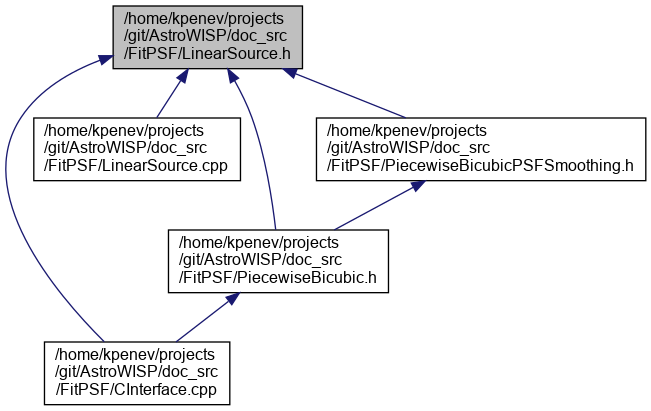 /home/kpenev/projects
/git/AstroWISP/doc_src
/FitPSF/LinearSource.h
/home/kpenev/projects
/git/AstroWISP/doc_src
/FitPSF/LinearSource.cpp
/home/kpenev/projects
/git/AstroWISP/doc_src
/FitPSF/PiecewiseBicubicPSFSmoothing.h
/home/kpenev/projects
/git/AstroWISP/doc_src
/FitPSF/PiecewiseBicubic.h
/home/kpenev/projects
/git/AstroWISP/doc_src
/FitPSF/CInterface.cpp